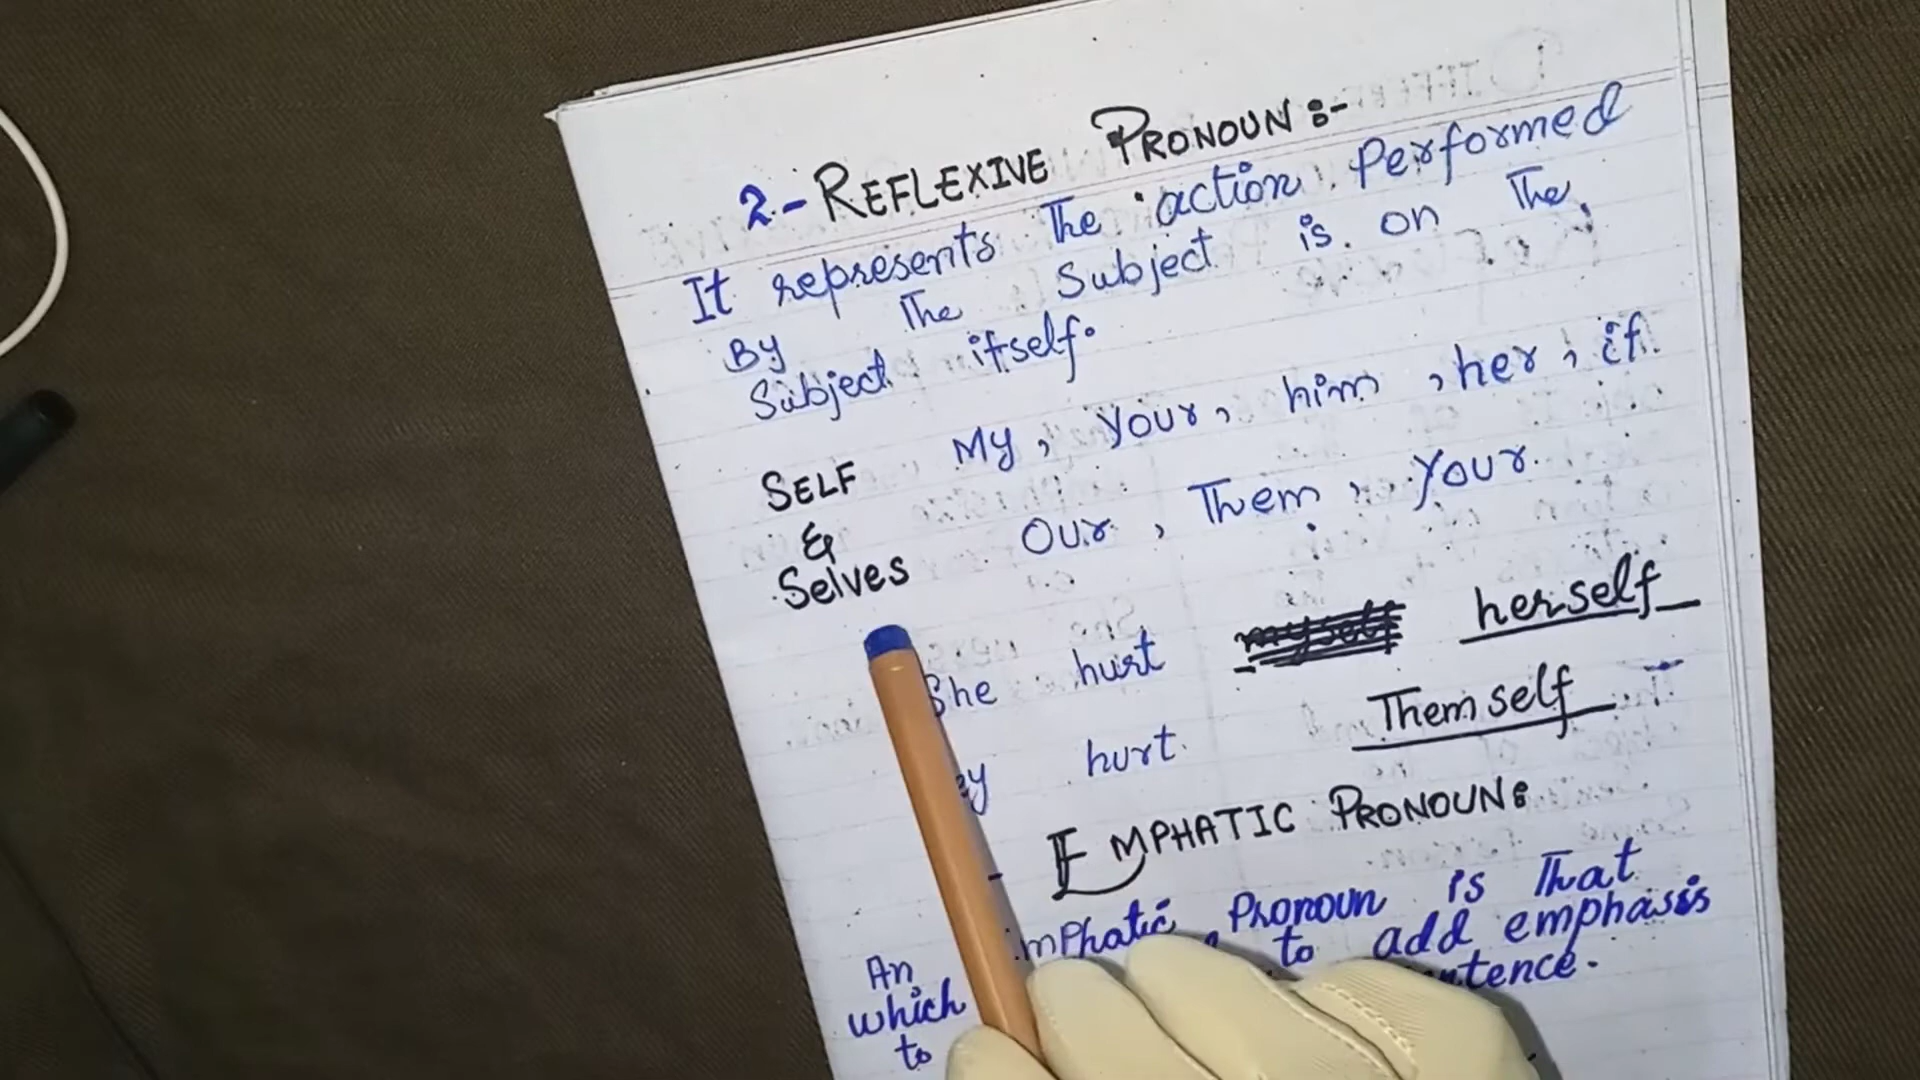 2- REFLEXIVE PRONOUN:-
It represents The action Performed
By The Subject is on The
Subject itself.
SELF My, Your, him, her, it
&
Selves Our, Them, Your
She hurt herself
hurt Themself
EMPHATIC PRONOUN:
An Pronoun is That
which to add emphasis
to